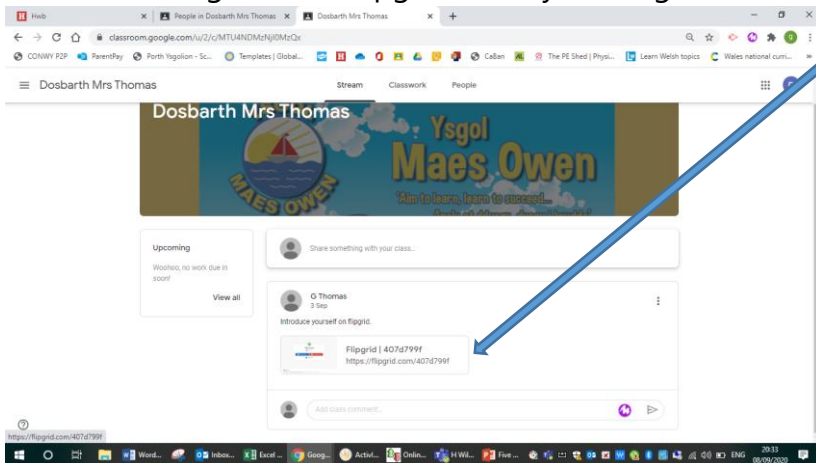 Hwb
People in Dosbarth Mrs Thomas
Dosbarth Mrs Thomas
classroom.google.com/u/2/c/MTU4NDMzNjI0MzQx
CONWY P2P ParentPay Porth Ysgolion - Sc... Templates | Global... CaBan The PE Shed | Physi... Learn Welsh topics Wales national curri...
Dosbarth Mrs Thomas Stream Classwork People
Dosbarth Mrs Thomas
Ysgol
Maes Owen
MAES OWEN
"Aim to learn, learn to succeed...
Upcoming
Woohoo, no work due in
soon!
View all
Share something with your class...
G Thomas
3 Sep
Introduce yourself on flipgrid.
Flipgrid | 407d799f
https://flipgrid.com/407d799f
Add class comment...
https://flipgrid.com/407d799f
Word... Inbox... Excel ... Goog... Activi... Onlin... H Wil... Five ... ENG
20:33
08/09/2020